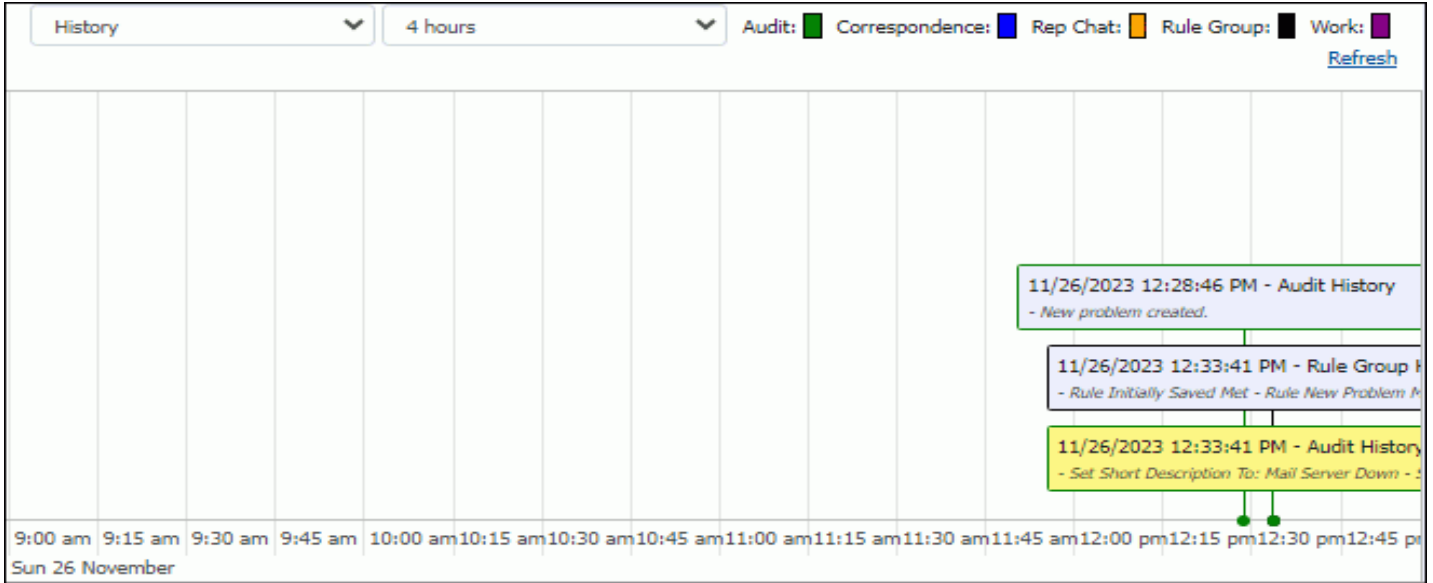 History 4 hours Audit: Correspondence: Rep Chat: Rule Group: Work:
Refresh
11/26/2023 12:28:46 PM - Audit History
- New problem created.
11/26/2023 12:33:41 PM - Rule Group
- Rule Initially Saved Met - Rule New Problem
11/26/2023 12:33:41 PM - Audit History
- Set Short Description To: Mail Server Down -
9:00 am 9:15 am 9:30 am 9:45 am 10:00 am 10:15 am 10:30 am 10:45 am 11:00 am 11:15 am 11:30 am 11:45 am 12:00 pm 12:15 pm 12:30 pm 12:45
Sun 26 November